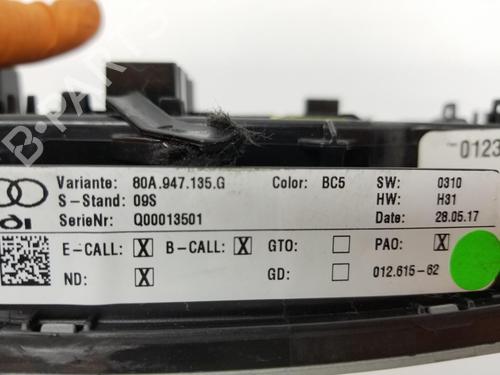 B-PARTS
0123
Variante: 80A.947.135.G Color: BC5 SW: 0310
S-Stand: 09S HW: H31
SerieNr: Q00013501 Datum: 28.05.17
E-CALL: X B-CALL: X GTO: PAO: X
ND: X GD: 012.615-62